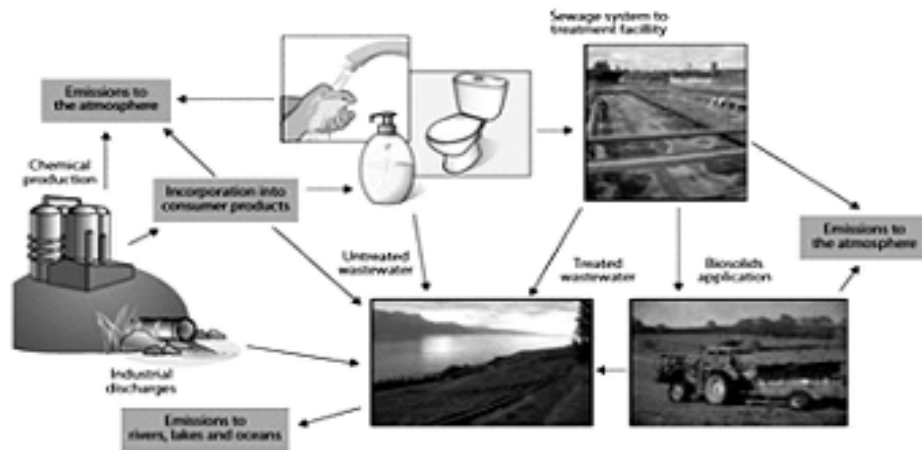 Sewage system to
treatment facillity
Emissions to
the atmosphere
Chemical
production
Incorporation into
consumer products
Untreated
wastewater
Treated
wastewater
Biosolids
application
Emissions to
the atmosphere
Industrial
discharges
Emissions to
rivers, lakes and oceans